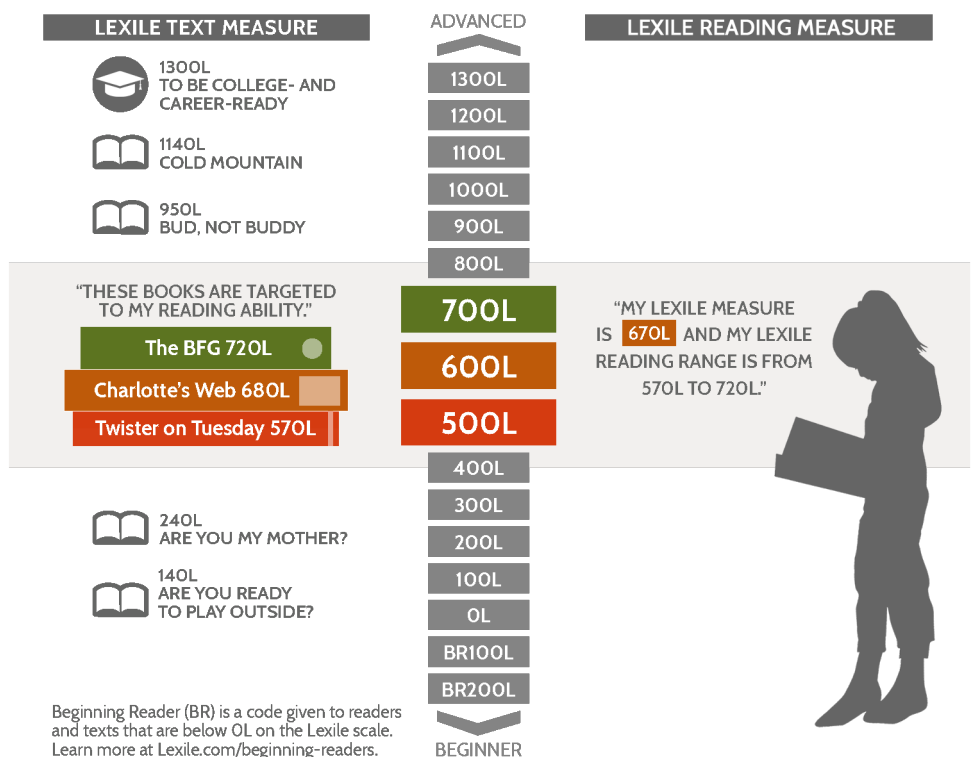 LEXILE TEXT MEASURE
1300L
TO BE COLLEGE- AND
CAREER-READY
1140L
COLD MOUNTAIN
950L
BUD, NOT BUDDY
“THESE BOOKS ARE TARGETED
TO MY READING ABILITY.”
The BFG 720L
Charlotte’s Web 680L
Twister on Tuesday 570L
240L
ARE YOU MY MOTHER?
140L
ARE YOU READY
TO PLAY OUTSIDE?
Beginning Reader (BR) is a code given to readers
and texts that are below 0L on the Lexile scale.
Learn more at Lexile.com/beginning-readers.
ADVANCED
1300L
1200L
1100L
1000L
900L
800L
700L
600L
500L
400L
300L
200L
100L
0L
BR100L
BR200L
BEGINNER
LEXILE READING MEASURE
“MY LEXILE MEASURE
IS 670L AND MY LEXILE
READING RANGE IS FROM
570L TO 720L.”